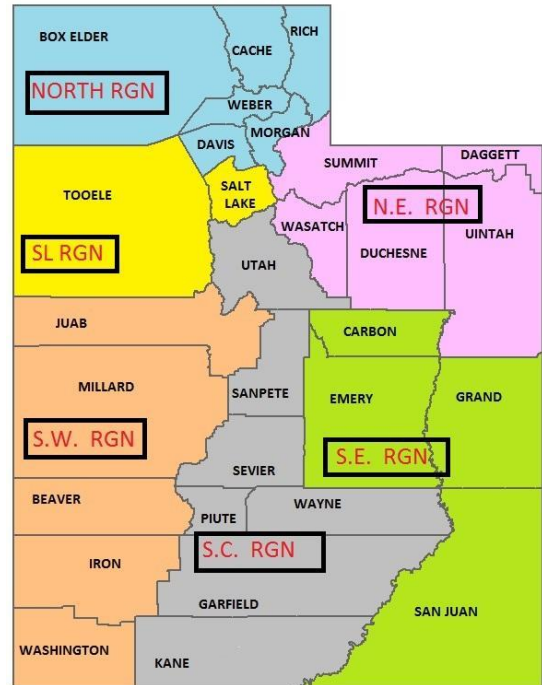 BOX ELDER
RICH
CACHE
NORTH RGN
WEBER
MORGAN
DAVIS
SUMMIT
DAGGETT
TOOELE
SALT
LAKE
N.E. RGN
WASATCH
UINTAH
SL RGN
UTAH
DUCHESNE
JUAB
CARBON
MILLARD
SANPETE
EMERY
GRAND
S.W. RGN
S.E. RGN
SEVIER
BEAVER
WAYNE
PIUTE
S.C. RGN
IRON
GARFIELD
SAN JUAN
WASHINGTON
KANE